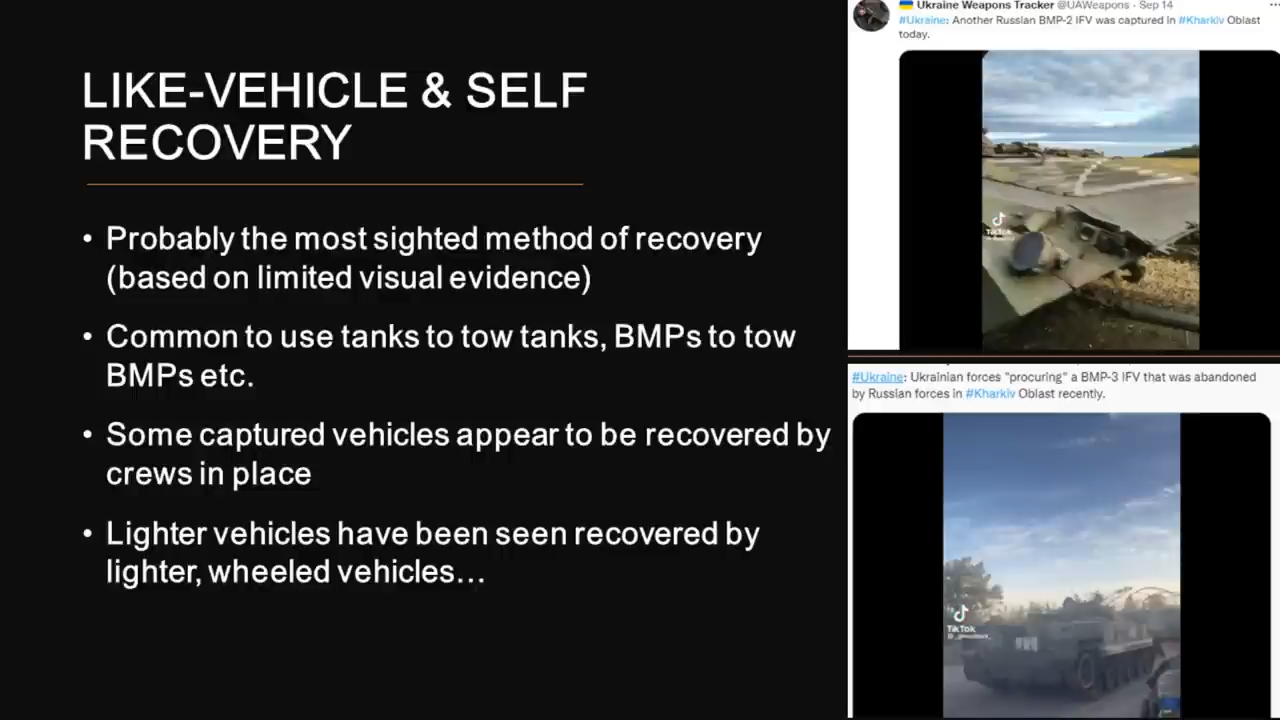 LIKE-VEHICLE & SELF
RECOVERY
• Probably the most sighted method of recovery
(based on limited visual evidence)
• Common to use tanks to tow tanks, BMPs to tow
BMPs etc.
• Some captured vehicles appear to be recovered by
crews in place
• Lighter vehicles have been seen recovered by
lighter, wheeled vehicles...
Ukraine Weapons Tracker @UAWeapons · Sep 14
#Ukraine: Another Russian BMP-2 IFV was captured in #Kharkiv Oblast
today.
TikTok
#Ukraine: Ukrainian forces "procuring" a BMP-3 IFV that was abandoned
by Russian forces in #Kharkiv Oblast recently.
TikTok